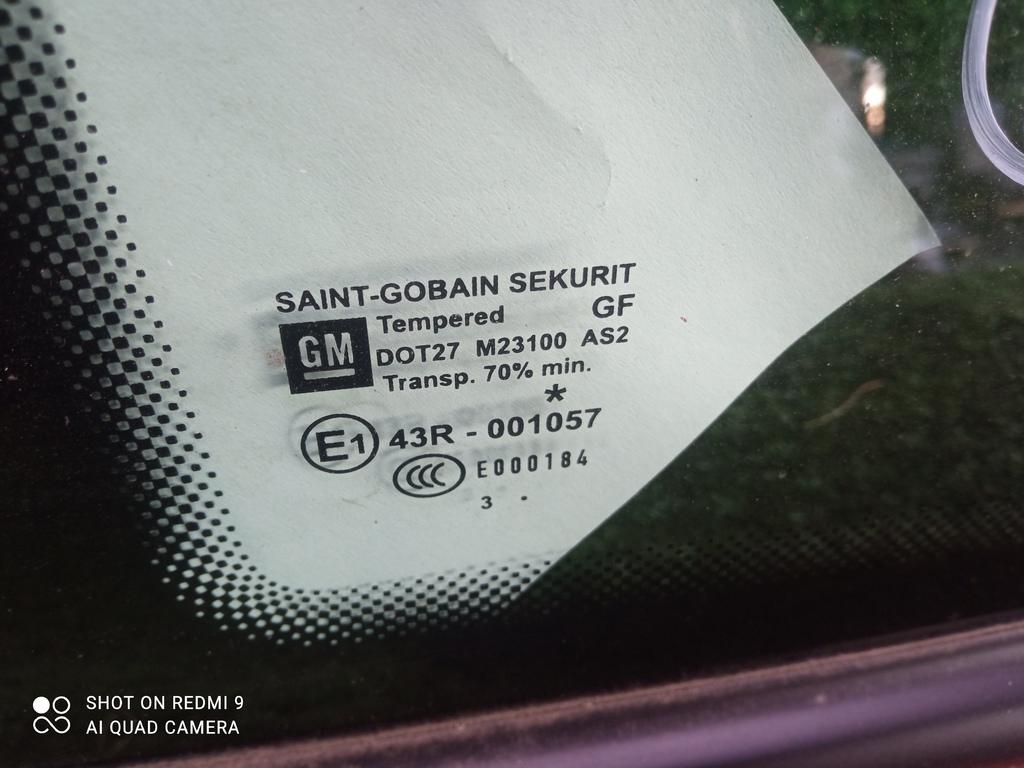 SAINT-GOBAIN SEKURIT
GM Tempered GF
DOT27 M23100 AS2
Transp. 70% min.
*
E1 43R - 001057
CCC E000184
3 .
SHOT ON REDMI 9
AI QUAD CAMERA